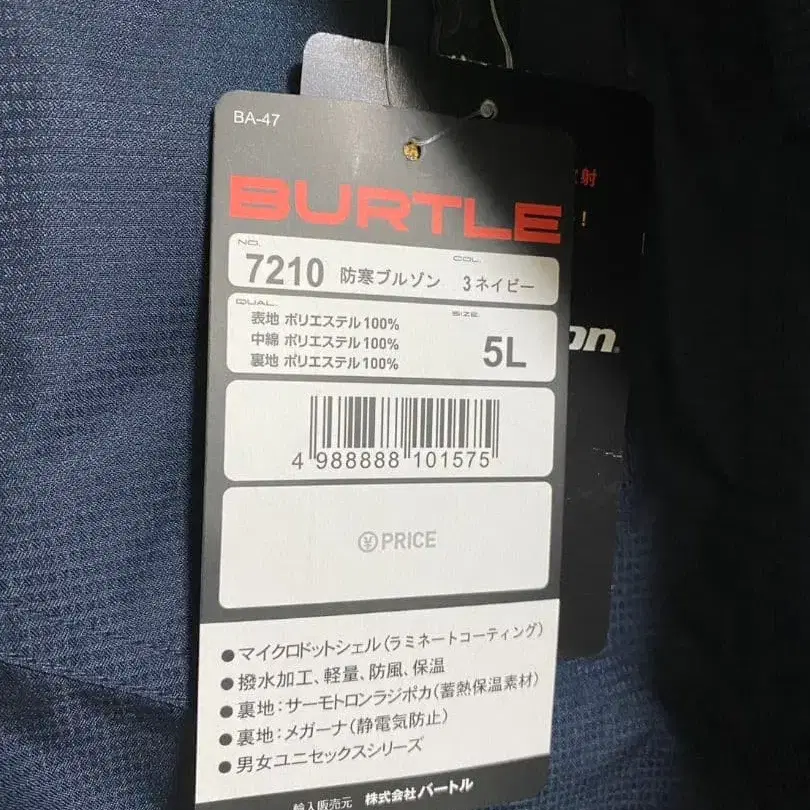 BA-47
BURTLE
NO.
7210 防寒ブルゾン
COL.
3ネイビー
QUAL.
表地 ポリエステル100%
中綿 ポリエステル100%
裏地 ポリエステル100%
SIZE.
5L
4 988888 101575
¥PRICE
●マイクロドットシェル(ラミネートコーティング)
●撥水加工、軽量、防風、保温
●裏地:サーモトロンラジポカ(蓄熱保温素材)
●裏地:メガーナ(静電気防止)
●男女ユニセックスシリーズ
輸入販売元 株式会社バートル
射
!
on.